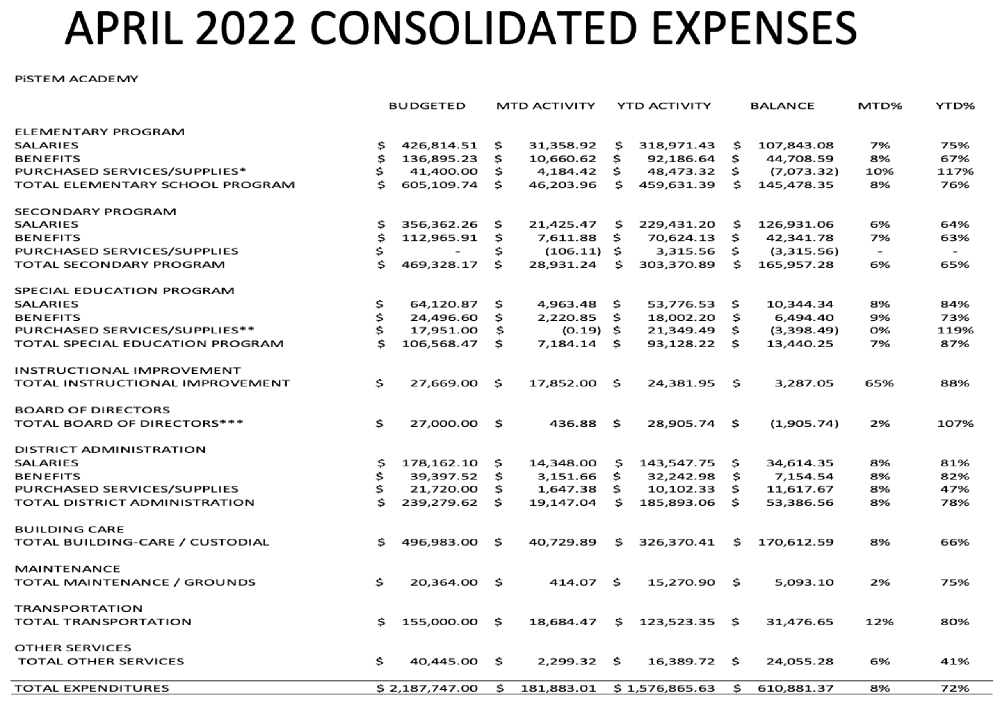 APRIL 2022 CONSOLIDATED EXPENSES
PiSTEM ACADEMY
BUDGETED MTD ACTIVITY YTD ACTIVITY BALANCE MTD% YTD%
ELEMENTARY PROGRAM
SALARIES $ 426,814.51 $ 31,358.92 $ 318,971.43 $ 107,843.08 7% 75%
BENEFITS $ 136,895.23 $ 10,660.62 $ 92,186.64 $ 44,708.59 8% 67%
PURCHASED SERVICES/SUPPLIES* $ 41,400.00 $ 4,184.42 $ 48,473.32 $ (7,073.32) 10% 117%
TOTAL ELEMENTARY SCHOOL PROGRAM $ 605,109.74 $ 46,203.96 $ 459,631.39 $ 145,478.35 8% 76%
SECONDARY PROGRAM
SALARIES $ 356,362.26 $ 21,425.47 $ 229,431.20 $ 126,931.06 6% 64%
BENEFITS $ 112,965.91 $ 7,611.88 $ 70,624.13 $ 42,341.78 7% 63%
PURCHASED SERVICES/SUPPLIES $ - $ (106.11) $ 3,315.56 $ (3,315.56) - -
TOTAL SECONDARY PROGRAM $ 469,328.17 $ 28,931.24 $ 303,370.89 $ 165,957.28 6% 65%
SPECIAL EDUCATION PROGRAM
SALARIES $ 64,120.87 $ 4,963.48 $ 53,776.53 $ 10,344.34 8% 84%
BENEFITS $ 24,496.60 $ 2,220.85 $ 18,002.20 $ 6,494.40 9% 73%
PURCHASED SERVICES/SUPPLIES** $ 17,951.00 $ (0.19) $ 21,349.49 $ (3,398.49) 0% 119%
TOTAL SPECIAL EDUCATION PROGRAM $ 106,568.47 $ 7,184.14 $ 93,128.22 $ 13,440.25 7% 87%
INSTRUCTIONAL IMPROVEMENT
TOTAL INSTRUCTIONAL IMPROVEMENT $ 27,669.00 $ 17,852.00 $ 24,381.95 $ 3,287.05 65% 88%
BOARD OF DIRECTORS
TOTAL BOARD OF DIRECTORS*** $ 27,000.00 $ 436.88 $ 28,905.74 $ (1,905.74) 2% 107%
DISTRICT ADMINISTRATION
SALARIES $ 178,162.10 $ 14,348.00 $ 143,547.75 $ 34,614.35 8% 81%
BENEFITS $ 39,397.52 $ 3,151.66 $ 32,242.98 $ 7,154.54 8% 82%
PURCHASED SERVICES/SUPPLIES $ 21,720.00 $ 1,647.38 $ 10,102.33 $ 11,617.67 8% 47%
TOTAL DISTRICT ADMINISTRATION $ 239,279.62 $ 19,147.04 $ 185,893.06 $ 53,386.56 8% 78%
BUILDING CARE
TOTAL BUILDING-CARE / CUSTODIAL $ 496,983.00 $ 40,729.89 $ 326,370.41 $ 170,612.59 8% 66%
MAINTENANCE
TOTAL MAINTENANCE / GROUNDS $ 20,364.00 $ 414.07 $ 15,270.90 $ 5,093.10 2% 75%
TRANSPORTATION
TOTAL TRANSPORTATION $ 155,000.00 $ 18,684.47 $ 123,523.35 $ 31,476.65 12% 80%
OTHER SERVICES
TOTAL OTHER SERVICES $ 40,445.00 $ 2,299.32 $ 16,389.72 $ 24,055.28 6% 41%
TOTAL EXPENDITURES $ 2,187,747.00 $ 181,883.01 $ 1,576,865.63 $ 610,881.37 8% 72%